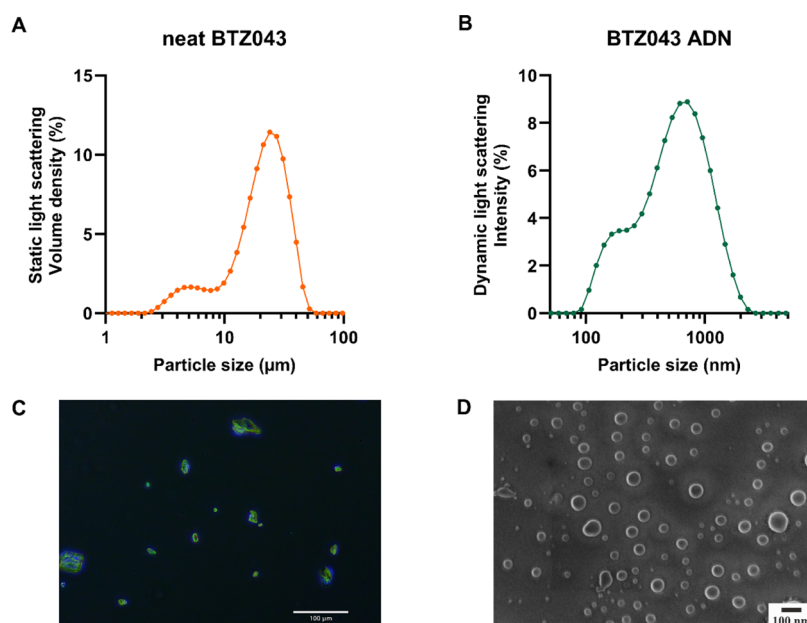 A
neat BTZ043
Static light scattering
Volume density (%)
15
10
5
0
1
10
100
Particle size (µm)
B
BTZ043 ADN
Dynamic light scattering
Intensity (%)
10
8
6
4
2
0
100
1000
Particle size (nm)
C
100 µm
D
100 nm